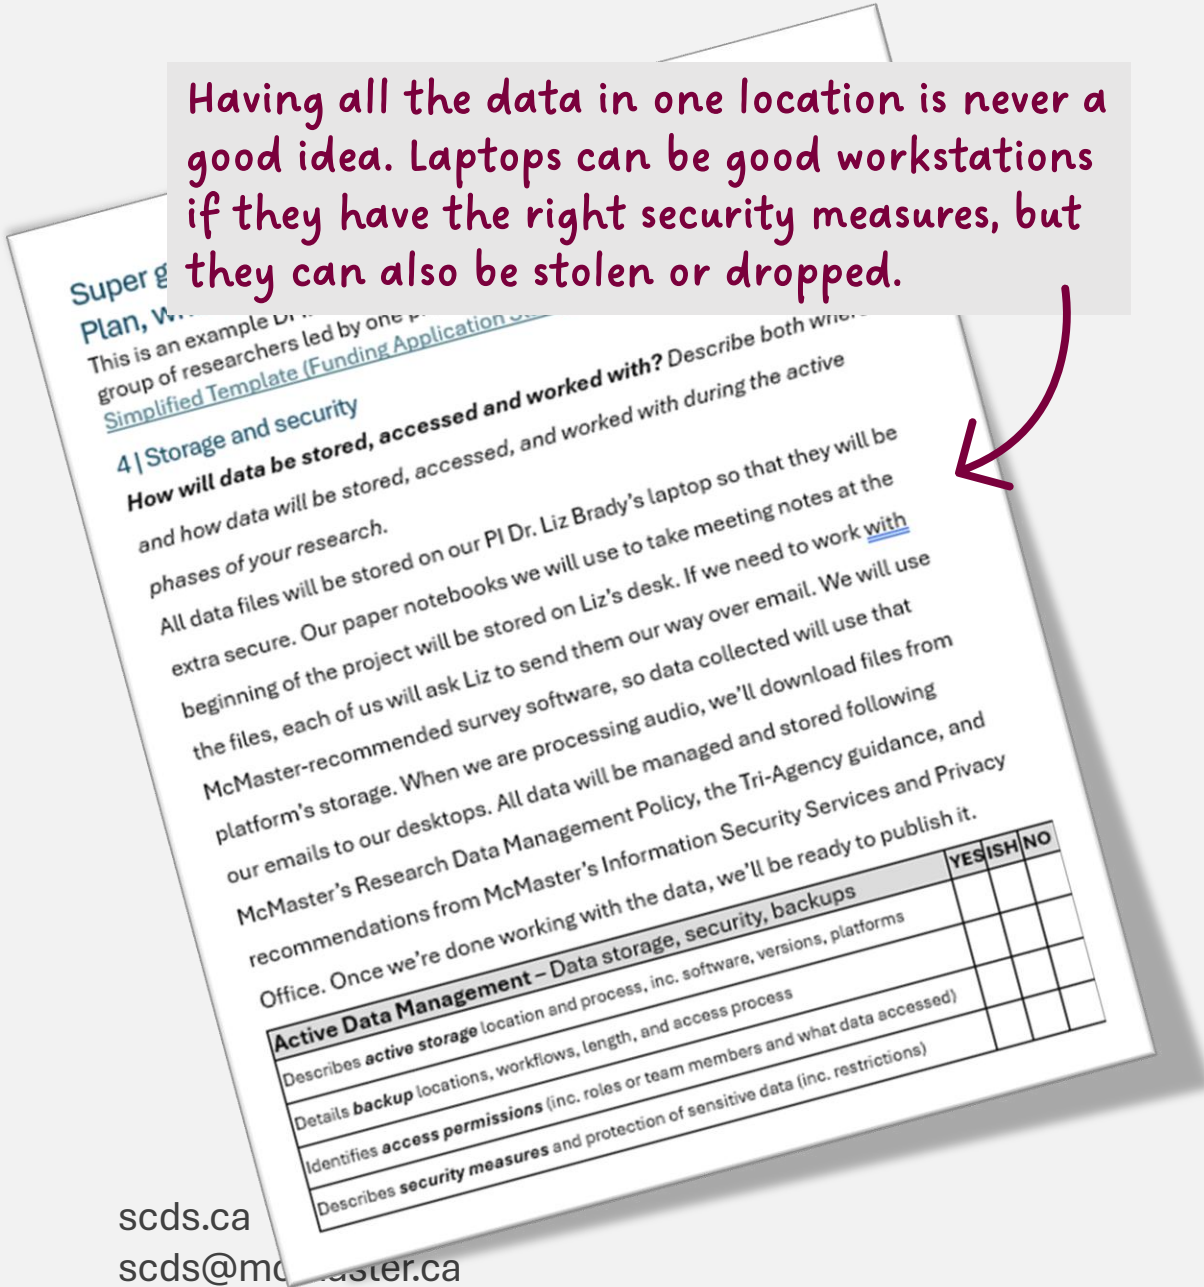 Having all the data in one location is never a
good idea. Laptops can be good workstations
if they have the right security measures, but
they can also be stolen or dropped.
Super
Plan,
This is an example
group of researchers led by one
Simplified Template (Funding Application
4 | Storage and security
How will data be stored, accessed and worked with? Describe both
and how data will be stored, accessed, and worked with during the active
phases of your research.
All data files will be stored on our PI Dr. Liz Brady's laptop so that they will be
extra secure. Our paper notebooks we will use to take meeting notes at the
beginning of the project will be stored on Liz's desk. If we need to work with
the files, each of us will ask Liz to send them our way over email. We will use
McMaster-recommended survey software, so data collected will use that
platform's storage. When we are processing audio, we'll download files from
our emails to our desktops. All data will be managed and stored following
McMaster's Research Data Management Policy, the Tri-Agency guidance, and
recommendations from McMaster's Information Security Services and Privacy
Office. Once we're done working with the data, we'll be ready to publish it.
Active Data Management – Data storage, security, backups YES ISH NO
Describes active storage location and process, inc. software, versions, platforms
Details backup locations, workflows, length, and access process
Identifies access permissions (inc. roles or team members and what data accessed)
Describes security measures and protection of sensitive data (inc. restrictions)
scds.ca